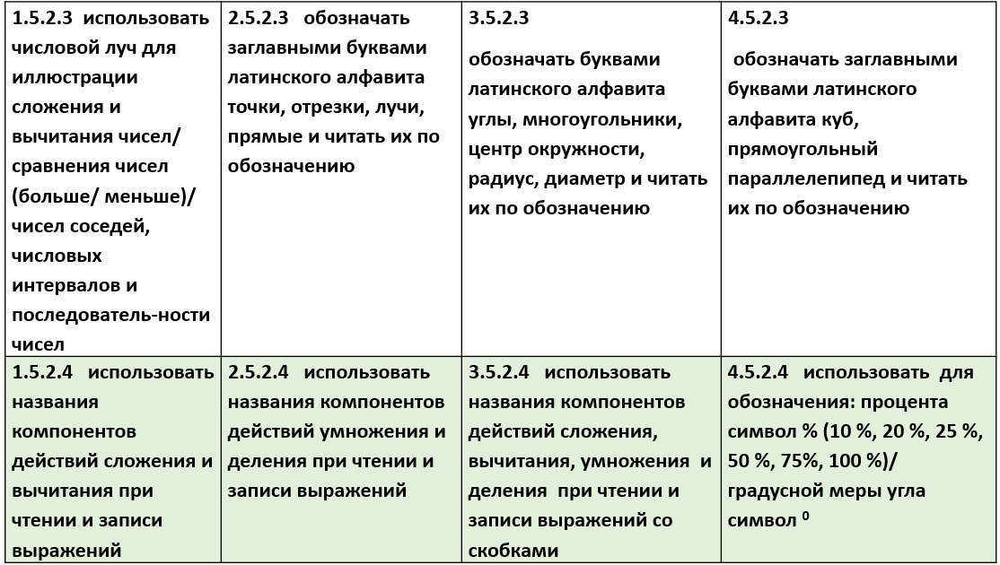 1.5.2.3  использовать
числовой луч для
иллюстрации
сложения и
вычитания чисел/
сравнения чисел
(больше/ меньше)/
чисел соседей,
числовых
интервалов и
последователь-ности
чисел
2.5.2.3   обозначать
заглавными буквами
латинского алфавита
точки, отрезки, лучи,
прямые и читать их по
обозначению
3.5.2.3
обозначать буквами
латинского алфавита
углы, многоугольники,
центр окружности,
радиус, диаметр и читать
их по обозначению
4.5.2.3
обозначать заглавными
буквами латинского
алфавита куб,
прямоугольный
параллелепипед и читать
их по обозначению
1.5.2.4   использовать
названия
компонентов
действий сложения и
вычитания при
чтении и записи
выражений
2.5.2.4   использовать
названия компонентов
действий умножения и
деления при чтении и
записи выражений
3.5.2.4   использовать
названия компонентов
действий сложения,
вычитания, умножения  и
деления  при чтении и
записи выражений со
скобками
4.5.2.4   использовать  для
обозначения: процента
символ % (10 %, 20 %, 25 %,
50 %, 75%, 100 %)/
градусной меры угла
символ ⁰